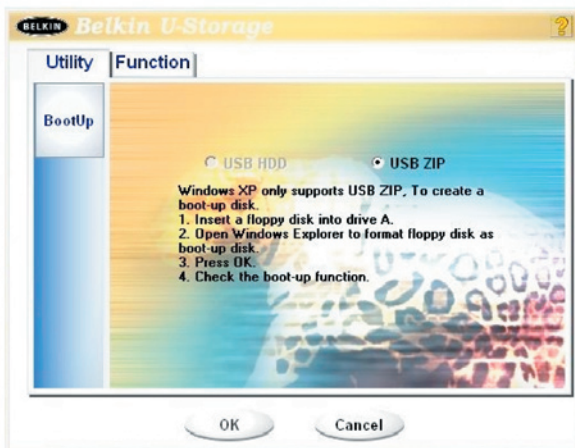 BELKIN Belkin U-Storage ?
Utility Function
BootUp
USB HDD USB ZIP
Windows XP only supports USB ZIP, To create a
boot-up disk.
1. Insert a floppy disk into drive A.
2. Open Windows Explorer to format floppy disk as
boot-up disk.
3. Press OK.
4. Check the boot-up function.
OK Cancel